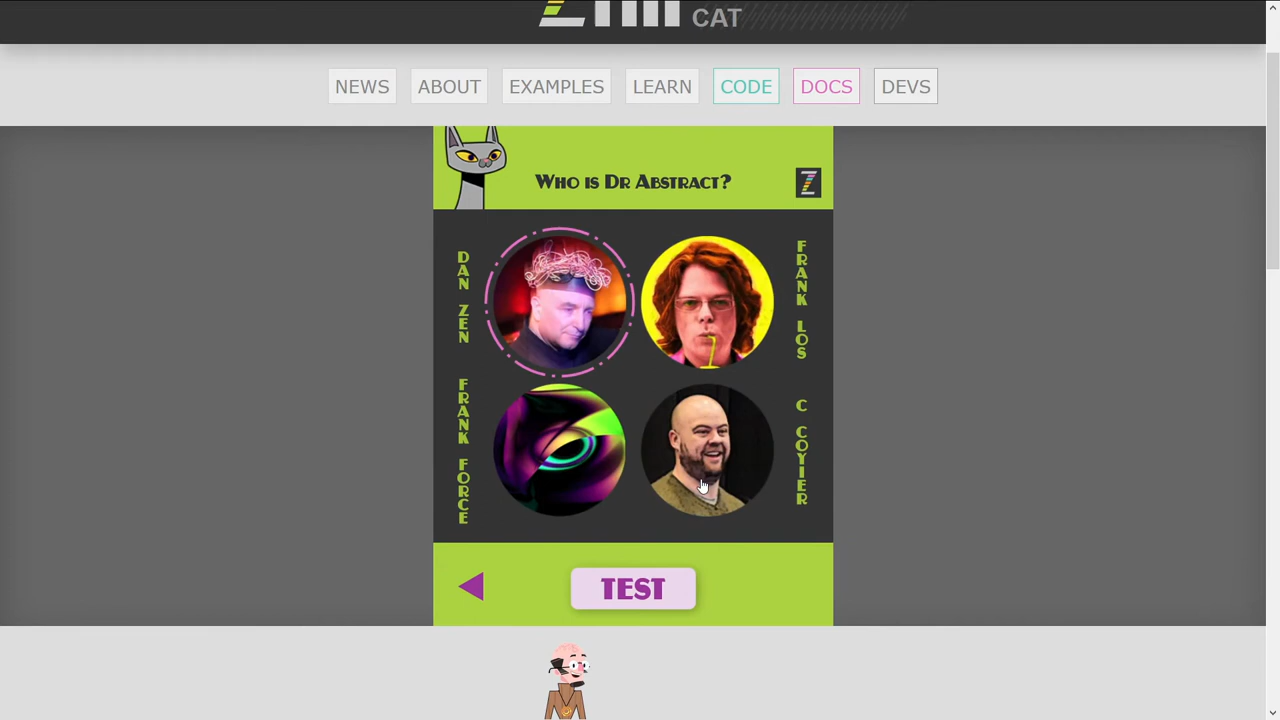 CAT
NEWS ABOUT EXAMPLES LEARN CODE DOCS DEVS
WHO IS DR ABSTRACT?
Z
DAN ZEN
FRANK LOS
FRANK FORCE
C COYIER
TEST